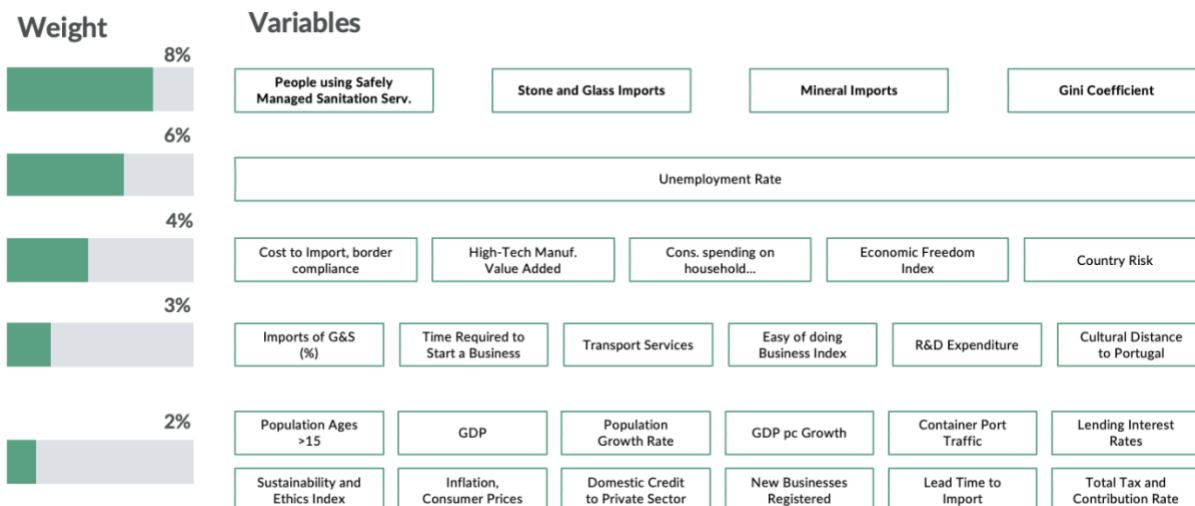 Weight
Variables
8%
People using Safely
Managed Sanitation Serv.
Stone and Glass Imports
Mineral Imports
Gini Coefficient
6%
Unemployment Rate
4%
Cost to Import, border
compliance
High-Tech Manuf.
Value Added
Cons. spending on
household...
Economic Freedom
Index
Country Risk
3%
Imports of G&S
(%)
Time Required to
Start a Business
Transport Services
Easy of doing
Business Index
R&D Expenditure
Cultural Distance
to Portugal
2%
Population Ages
>15
GDP
Population
Growth Rate
GDP pc Growth
Container Port
Traffic
Lending Interest
Rates
Sustainability and
Ethics Index
Inflation,
Consumer Prices
Domestic Credit
to Private Sector
New Businesses
Registered
Lead Time to
Import
Total Tax and
Contribution Rate